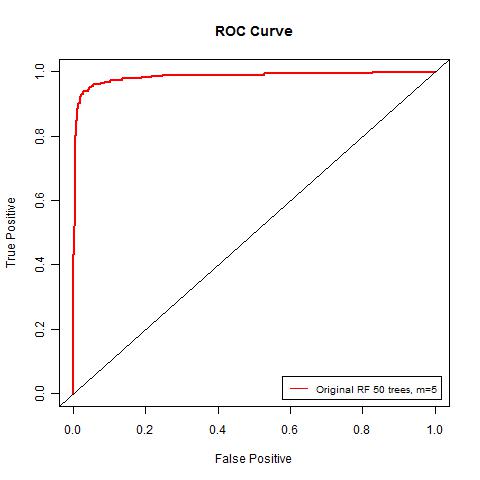 ROC Curve
True Positive
1.0
0.8
0.6
0.4
0.2
0.0
Original RF 50 trees, m=5
0.0 0.2 0.4 0.6 0.8 1.0
False Positive